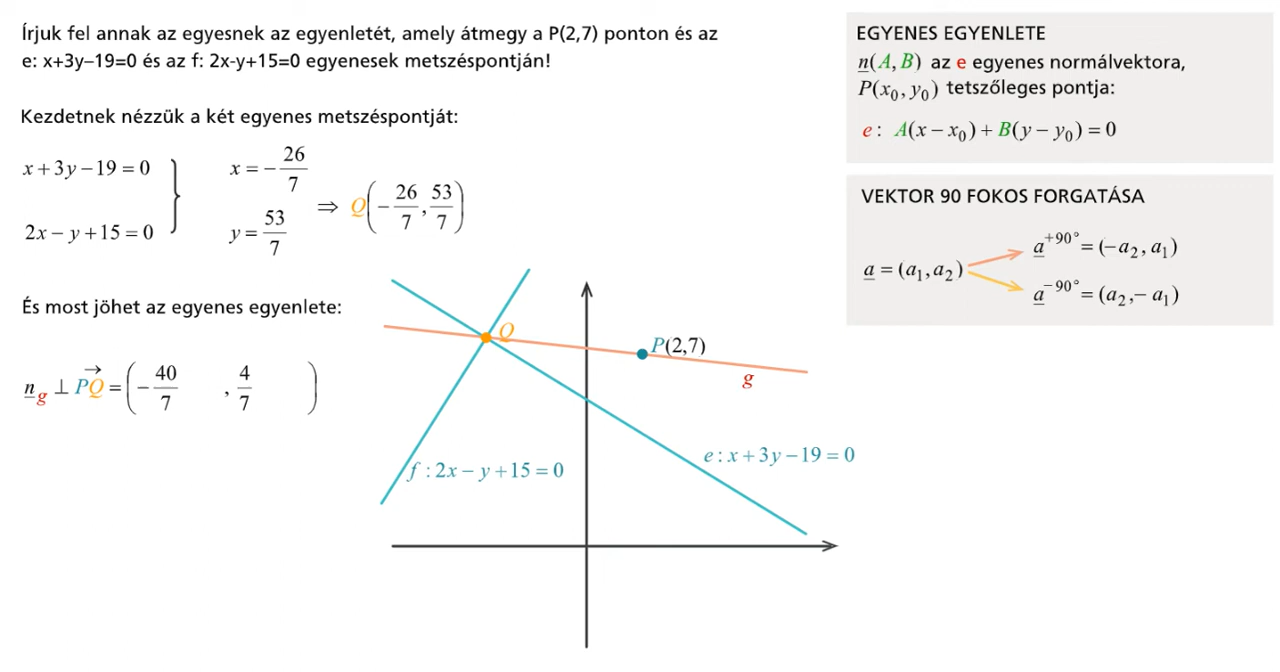 Írjuk fel annak az egyesnek az egyenletét, amely átmegy a P(2,7) ponton és az
e: x+3y–19=0 és az f: 2x-y+15=0 egyenesek metszéspontján!
Kezdetnek nézzük a két egyenes metszéspontját:
x+3y−19=0
2x−y+15=0
x=−26/7
y=53/7
⇒ Q(−26/7, 53/7)
És most jöhet az egyenes egyenlete:
n_g ⊥ PQ→ = (−40/7 , 4/7)
Q
P(2,7)
g
f:2x−y+15=0
e:x+3y−19=0
EGYENES EGYENLETE
n(A,B) az e egyenes normálvektora,
P(x₀,y₀) tetszőleges pontja:
e: A(x−x₀)+B(y−y₀)=0
VEKTOR 90 FOKOS FORGATÁSA
a=(a₁,a₂)
a^+90°=(−a₂,a₁)
a^−90°=(a₂,−a₁)